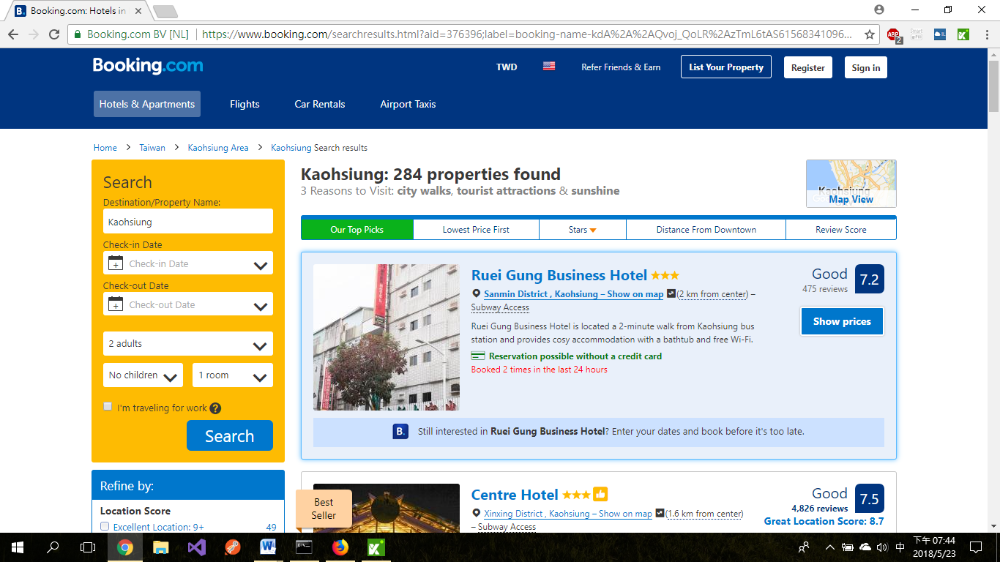 Booking.com: Hotels in
Booking.com BV [NL]
https://www.booking.com/searchresults.html?aid=376396;label=booking-name-kdA%2A%2AQvoj_QoLR%2AzTmL6tAS61568341096...
ABP
2
Booking.com
TWD
Refer Friends & Earn
List Your Property
Register
Sign in
Hotels & Apartments
Flights
Car Rentals
Airport Taxis
Home > Taiwan > Kaohsiung Area > Kaohsiung Search results
Search
Destination/Property Name:
Kaohsiung
Check-in Date
Check-in Date
Check-out Date
Check-out Date
2 adults
No children
1 room
I'm traveling for work ?
Search
Refine by:
Location Score
Excellent Location: 9+ 49
Kaohsiung: 284 properties found
3 Reasons to Visit: city walks, tourist attractions & sunshine
Kaohsiung
Map View
Our Top Picks
Lowest Price First
Stars
Distance From Downtown
Review Score
Ruei Gung Business Hotel
Sanmin District , Kaohsiung – Show on map (2 km from center) –
Subway Access
Ruei Gung Business Hotel is located a 2-minute walk from Kaohsiung bus
station and provides cosy accommodation with a bathtub and free Wi-Fi.
Reservation possible without a credit card
Booked 2 times in the last 24 hours
Good
475 reviews
7.2
Show prices
B. Still interested in Ruei Gung Business Hotel? Enter your dates and book before it's too late.
Best
Seller
Centre Hotel
Xinxing District , Kaohsiung – Show on map (1.6 km from center)
– Subway Access
Good
4,826 reviews
7.5
Great Location Score: 8.7
中
下午 07:44
2018/5/23